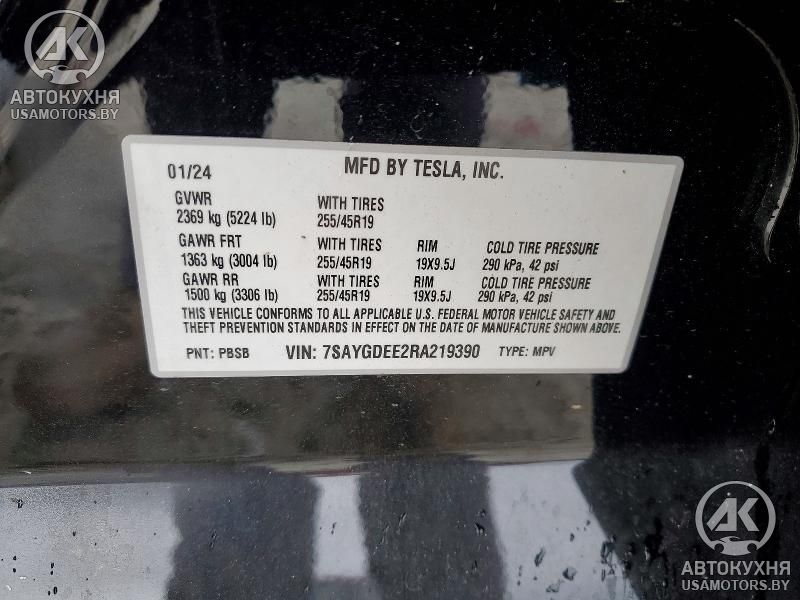 AK
АВТОКУХНЯ
USAMOTORS.BY
01/24 MFD BY TESLA, INC.
GVWR WITH TIRES
2369 kg (5224 lb) 255/45R19
GAWR FRT WITH TIRES RIM COLD TIRE PRESSURE
1363 kg (3004 lb) 255/45R19 19X9.5J 290 kPa, 42 psi
GAWR RR WITH TIRES RIM COLD TIRE PRESSURE
1500 kg (3306 lb) 255/45R19 19X9.5J 290 kPa, 42 psi
THIS VEHICLE CONFORMS TO ALL APPLICABLE U.S. FEDERAL MOTOR VEHICLE SAFETY AND
THEFT PREVENTION STANDARDS IN EFFECT ON THE DATE OF MANUFACTURE SHOWN ABOVE.
PNT: PBSB VIN: 7SAYGDEE2RA219390 TYPE: MPV
AK
АВТОКУХНЯ
USAMOTORS.BY